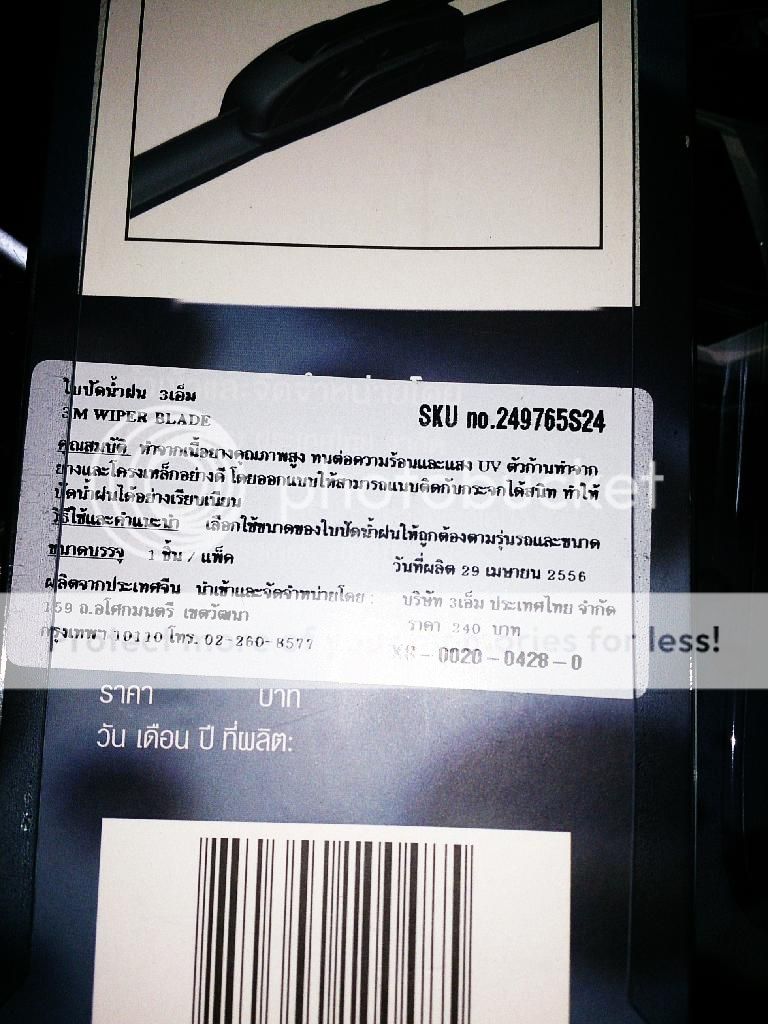 ใบปัดน้ำฝน 3เอ็ม
3M WIPER BLADE
SKU no.249765S24
คุณสมบัติ ทำจากเนื้อยางคุณภาพสูง ทนต่อความร้อนและแสง UV ตัวก้านทำจาก
ยางและโครงเหล็กอย่างดี โดยออกแบบให้สามารถแนบติดกับกระจกได้สนิท ทำให้
ปัดน้ำฝนได้อย่างเรียบเนียน
วิธีใช้และคำแนะนำ เลือกใช้ขนาดของใบปัดน้ำฝนให้ถูกต้องตามรุ่นรถและขนาด
ขนาดบรรจุ 1 ชิ้น / แพ็ค
วันที่ผลิต 29 เมษายน 2556
ผลิตจากประเทศจีน นำเข้าและจัดจำหน่ายโดย : บริษัท 3เอ็ม ประเทศไทย จำกัด
159 ถ.อโศกมนตรี เขตวัฒนา
ราคา 240 บาท
กรุงเทพฯ 10110 โทร. 02-260-8577
XS-0020-0428-0
photobucket
Protect more of your memories for less!
ราคา บาท
วัน เดือน ปี ที่ผลิต: